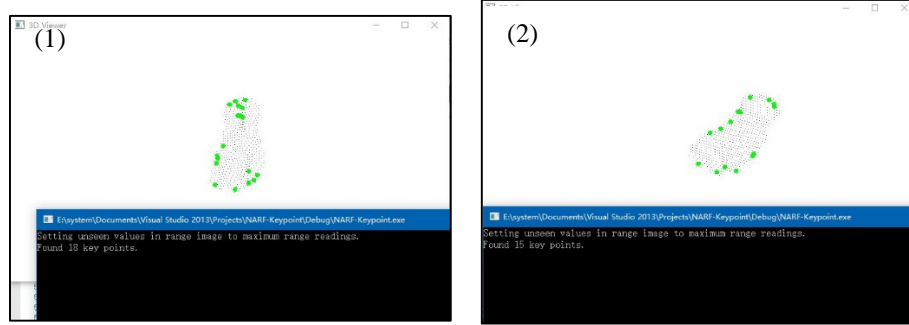 3D Viewer
(1)
E:\system\Documents\Visual Studio 2013\Projects\NARF-Keypoint\Debug\NARF-Keypoint.exe
Setting unseen values in range image to maximum range readings.
Found 18 key points.
(2)
E:\system\Documents\Visual Studio 2013\Projects\NARF-Keypoint\Debug\NARF-Keypoint.exe
Setting unseen values in range image to maximum range readings.
Found 15 key points.